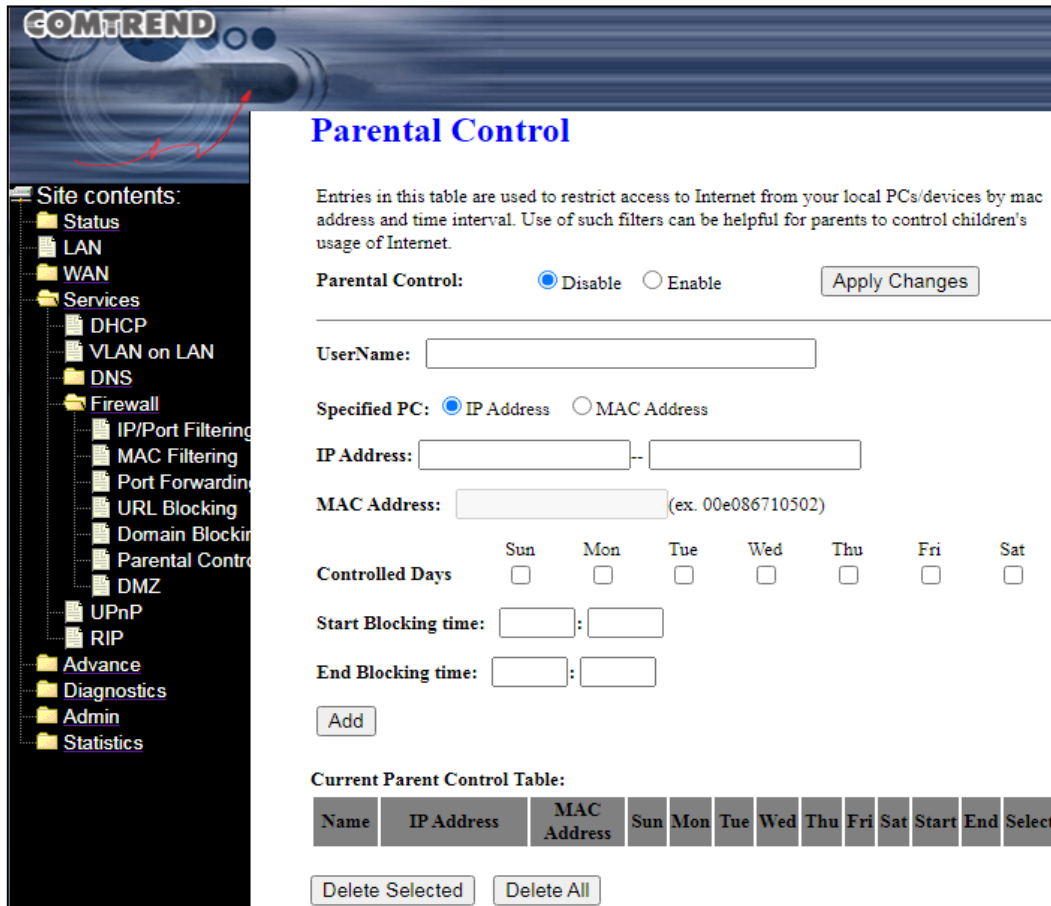 COMTREND
Site contents:
Status
LAN
WAN
Services
DHCP
VLAN on LAN
DNS
Firewall
IP/Port Filtering
MAC Filtering
Port Forwarding
URL Blocking
Domain Blockin
Parental Contro
DMZ
UPnP
RIP
Advance
Diagnostics
Admin
Statistics
Parental Control
Entries in this table are used to restrict access to Internet from your local PCs/devices by mac
address and time interval. Use of such filters can be helpful for parents to control children's
usage of Internet.
Parental Control: Disable Enable Apply Changes
UserName:
Specified PC: IP Address MAC Address
IP Address: --
MAC Address: (ex. 00e086710502)
Sun Mon Tue Wed Thu Fri Sat
Controlled Days
Start Blocking time: :
End Blocking time: :
Add
Current Parent Control Table:
Name IP Address MAC Address Sun Mon Tue Wed Thu Fri Sat Start End Select
Delete Selected Delete All